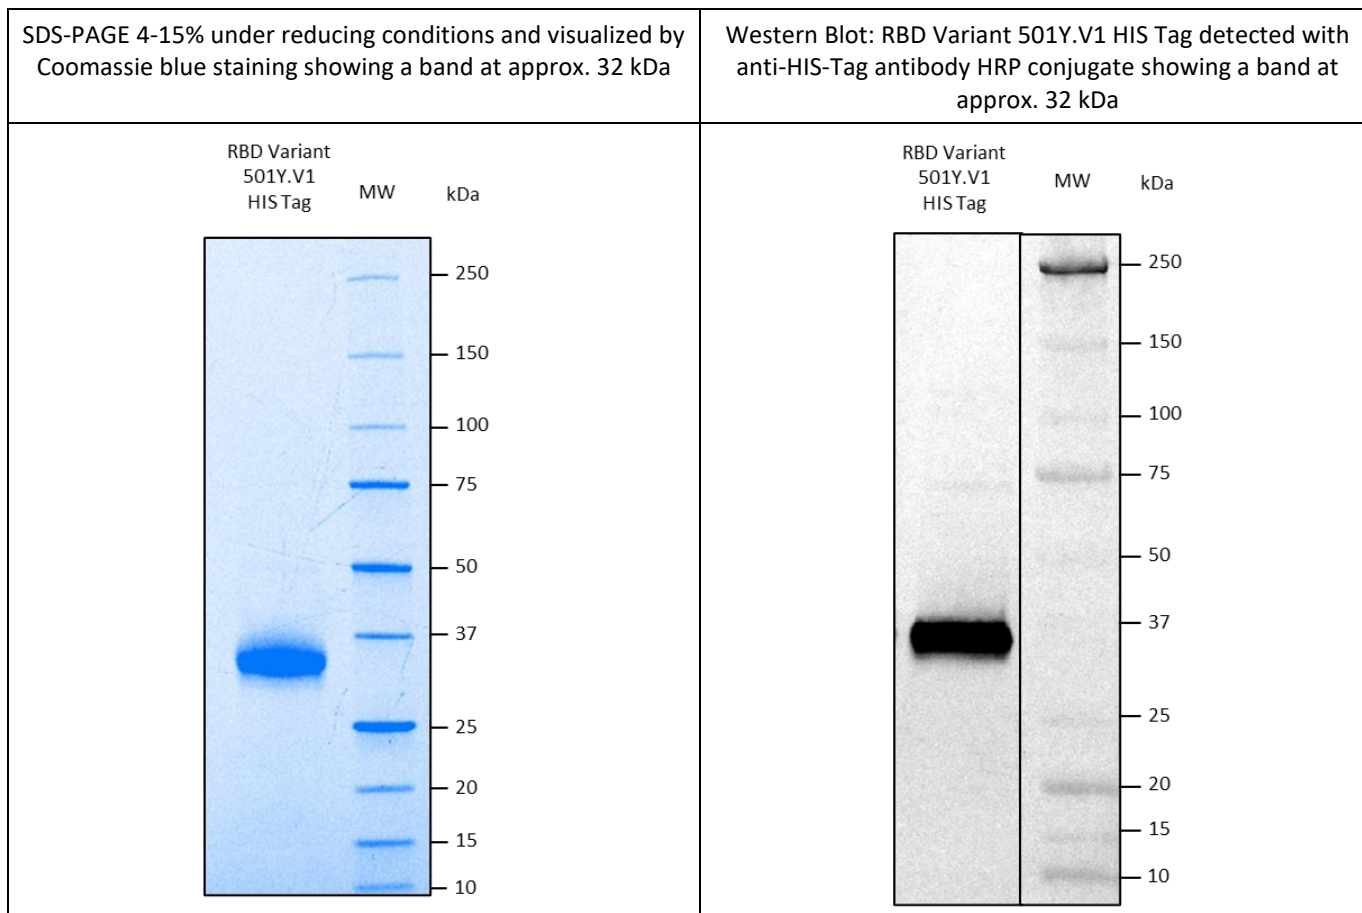 SDS-PAGE 4-15% under reducing conditions and visualized by
Coomassie blue staining showing a band at approx. 32 kDa
Western Blot: RBD Variant 501Y.V1 HIS Tag detected with
anti-HIS-Tag antibody HRP conjugate showing a band at
approx. 32 kDa
RBD Variant
501Y.V1
HIS Tag
MW
kDa
250
150
100
75
50
37
25
20
15
10
RBD Variant
501Y.V1
HIS Tag
MW
kDa
250
150
100
75
50
37
25
20
15
10